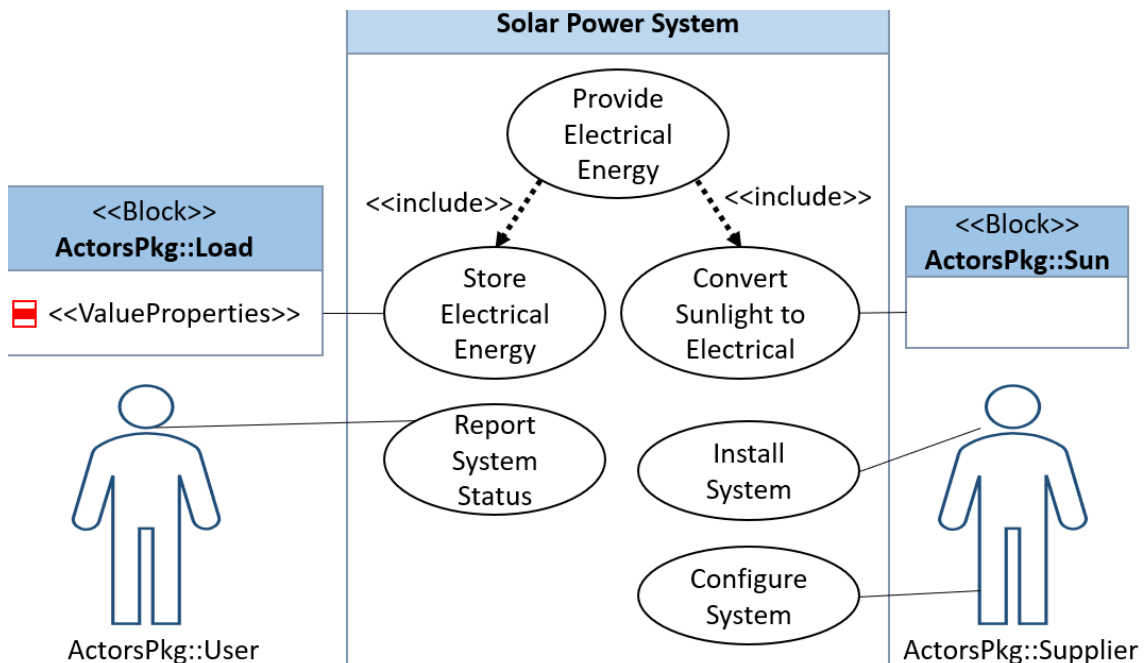 Solar Power System
Provide
Electrical
Energy
<<include>>
<<include>>
<<Block>>
ActorsPkg::Load
<<ValueProperties>>
Store
Electrical
Energy
Convert
Sunlight to
Electrical
<<Block>>
ActorsPkg::Sun
Report
System
Status
Install
System
Configure
System
ActorsPkg::User
ActorsPkg::Supplier